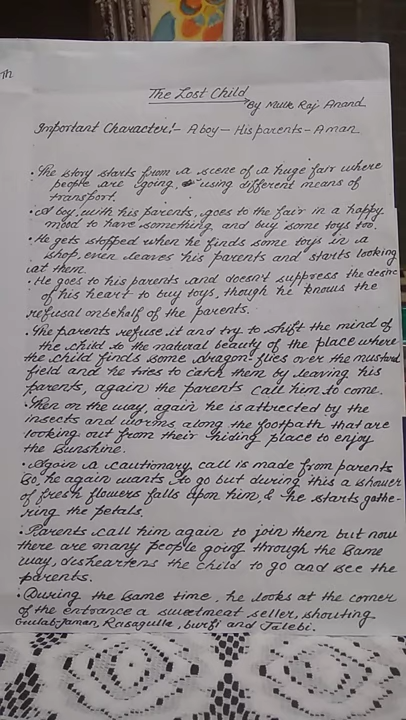 Th
The Lost Child
By Mulk Raj Anand
Important Character:- A boy - His parents - A man
• The story starts from a scene of a huge fair where
people are going, using different means of
transport.
• A boy, with his parents, goes to the fair in a happy
mood to have something, and buy some toys too.
• He gets stopped when he finds some toys in a
shop, even leaves his parents and starts looking
at them.
• He goes to his parents and doesn't suppress the desire
of his heart to buy toys, though he knows the
refusal onbehalf of the parents.
• The parents refuse it and try to shift the mind of
the child to the natural beauty of the place where
the child finds some dragon flies over the mustard
field and he tries to catch them by leaving his
parents, again the parents call him to come.
• Then on the way, again he is attracted by the
insects and worms along the footpath that are
looking out from their hiding place to enjoy
the sunshine.
• Again a cautionary call is made from parents
So, he again wants to go but during this a shower
of fresh flowers falls upon him, & he starts gathe-
ring the petals.
• Parents call him again to join them but now
there are many people going through the same
way, disheartens the child to go and see the
parents.
• During the same time, he looks at the corner
of the entrance a sweetmeat seller, shouting
Gulab-Jaman, Rasagulle, burfi and Jalebi.